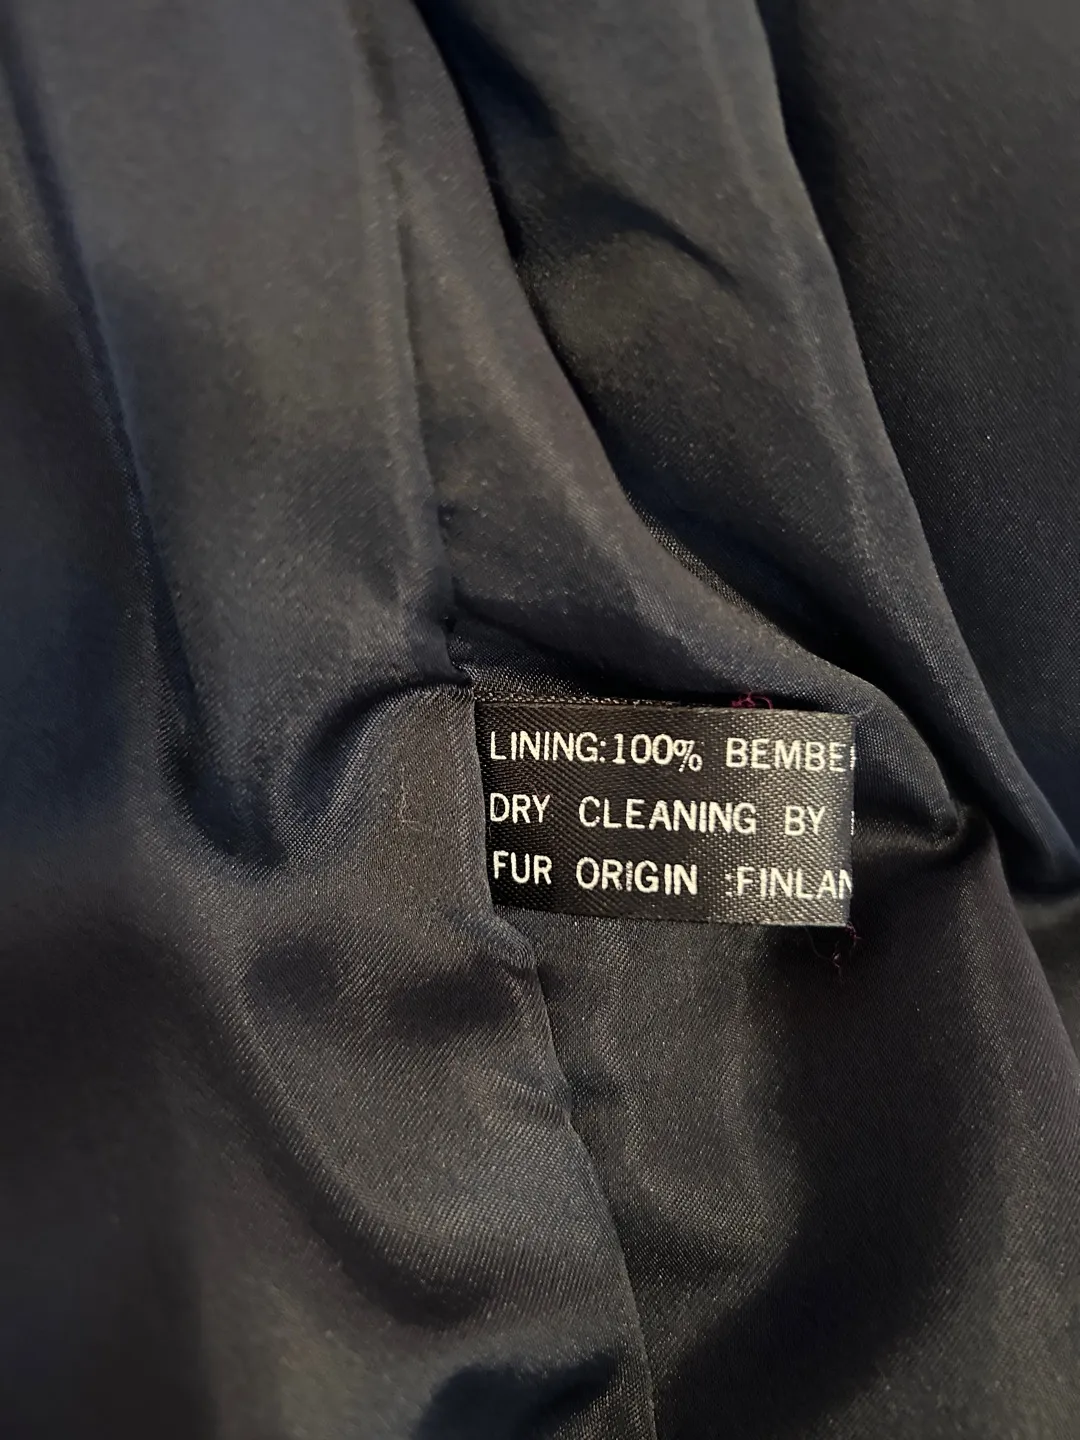 LINING:100% BEMBE
DRY CLEANING BY
FUR ORIGIN :FINLAN